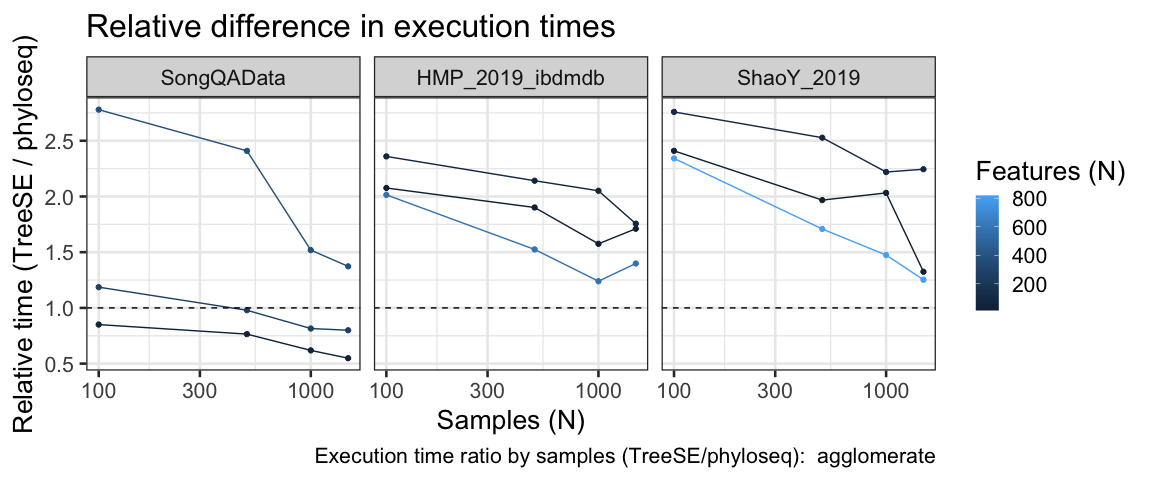 Relative difference in execution times
SongQAData
HMP_2019_ibdmdb
ShaoY_2019
Relative time (TreeSE / phyloseq)
2.5
2.0
1.5
1.0
0.5
100 300 1000
100 300 1000
100 300 1000
Samples (N)
Features (N)
800
600
400
200
Execution time ratio by samples (TreeSE/phyloseq):  agglomerate